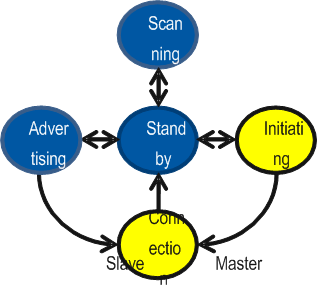 Scan
ning
Adver
tising
Stand
by
Initiati
ng
Conn
ectio
n
Slave
Master